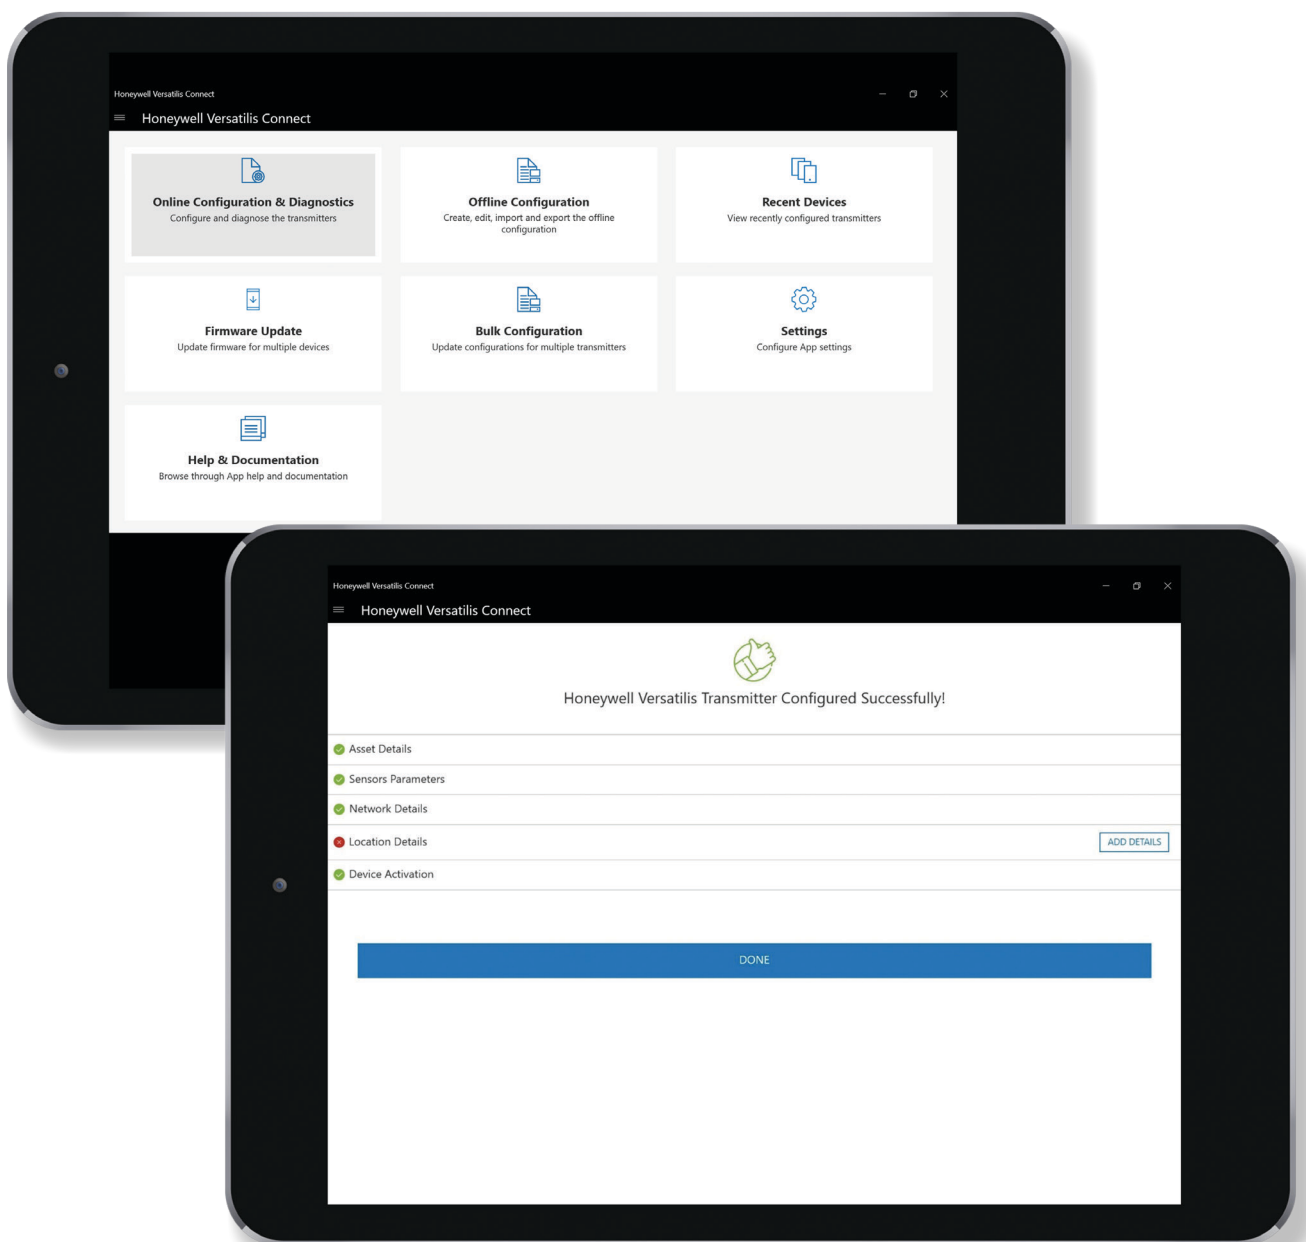 Honeywell Versatilis Connect
Honeywell Versatilis Connect
Online Configuration & Diagnostics
Configure and diagnose the transmitters
Offline Configuration
Create, edit, import and export the offline
configuration
Recent Devices
View recently configured transmitters
Firmware Update
Update firmware for multiple devices
Bulk Configuration
Update configurations for multiple transmitters
Settings
Configure App settings
Help & Documentation
Browse through App help and documentation
Honeywell Versatilis Connect
Honeywell Versatilis Connect
Honeywell Versatilis Transmitter Configured Successfully!
Asset Details
Sensors Parameters
Network Details
Location Details
ADD DETAILS
Device Activation
DONE